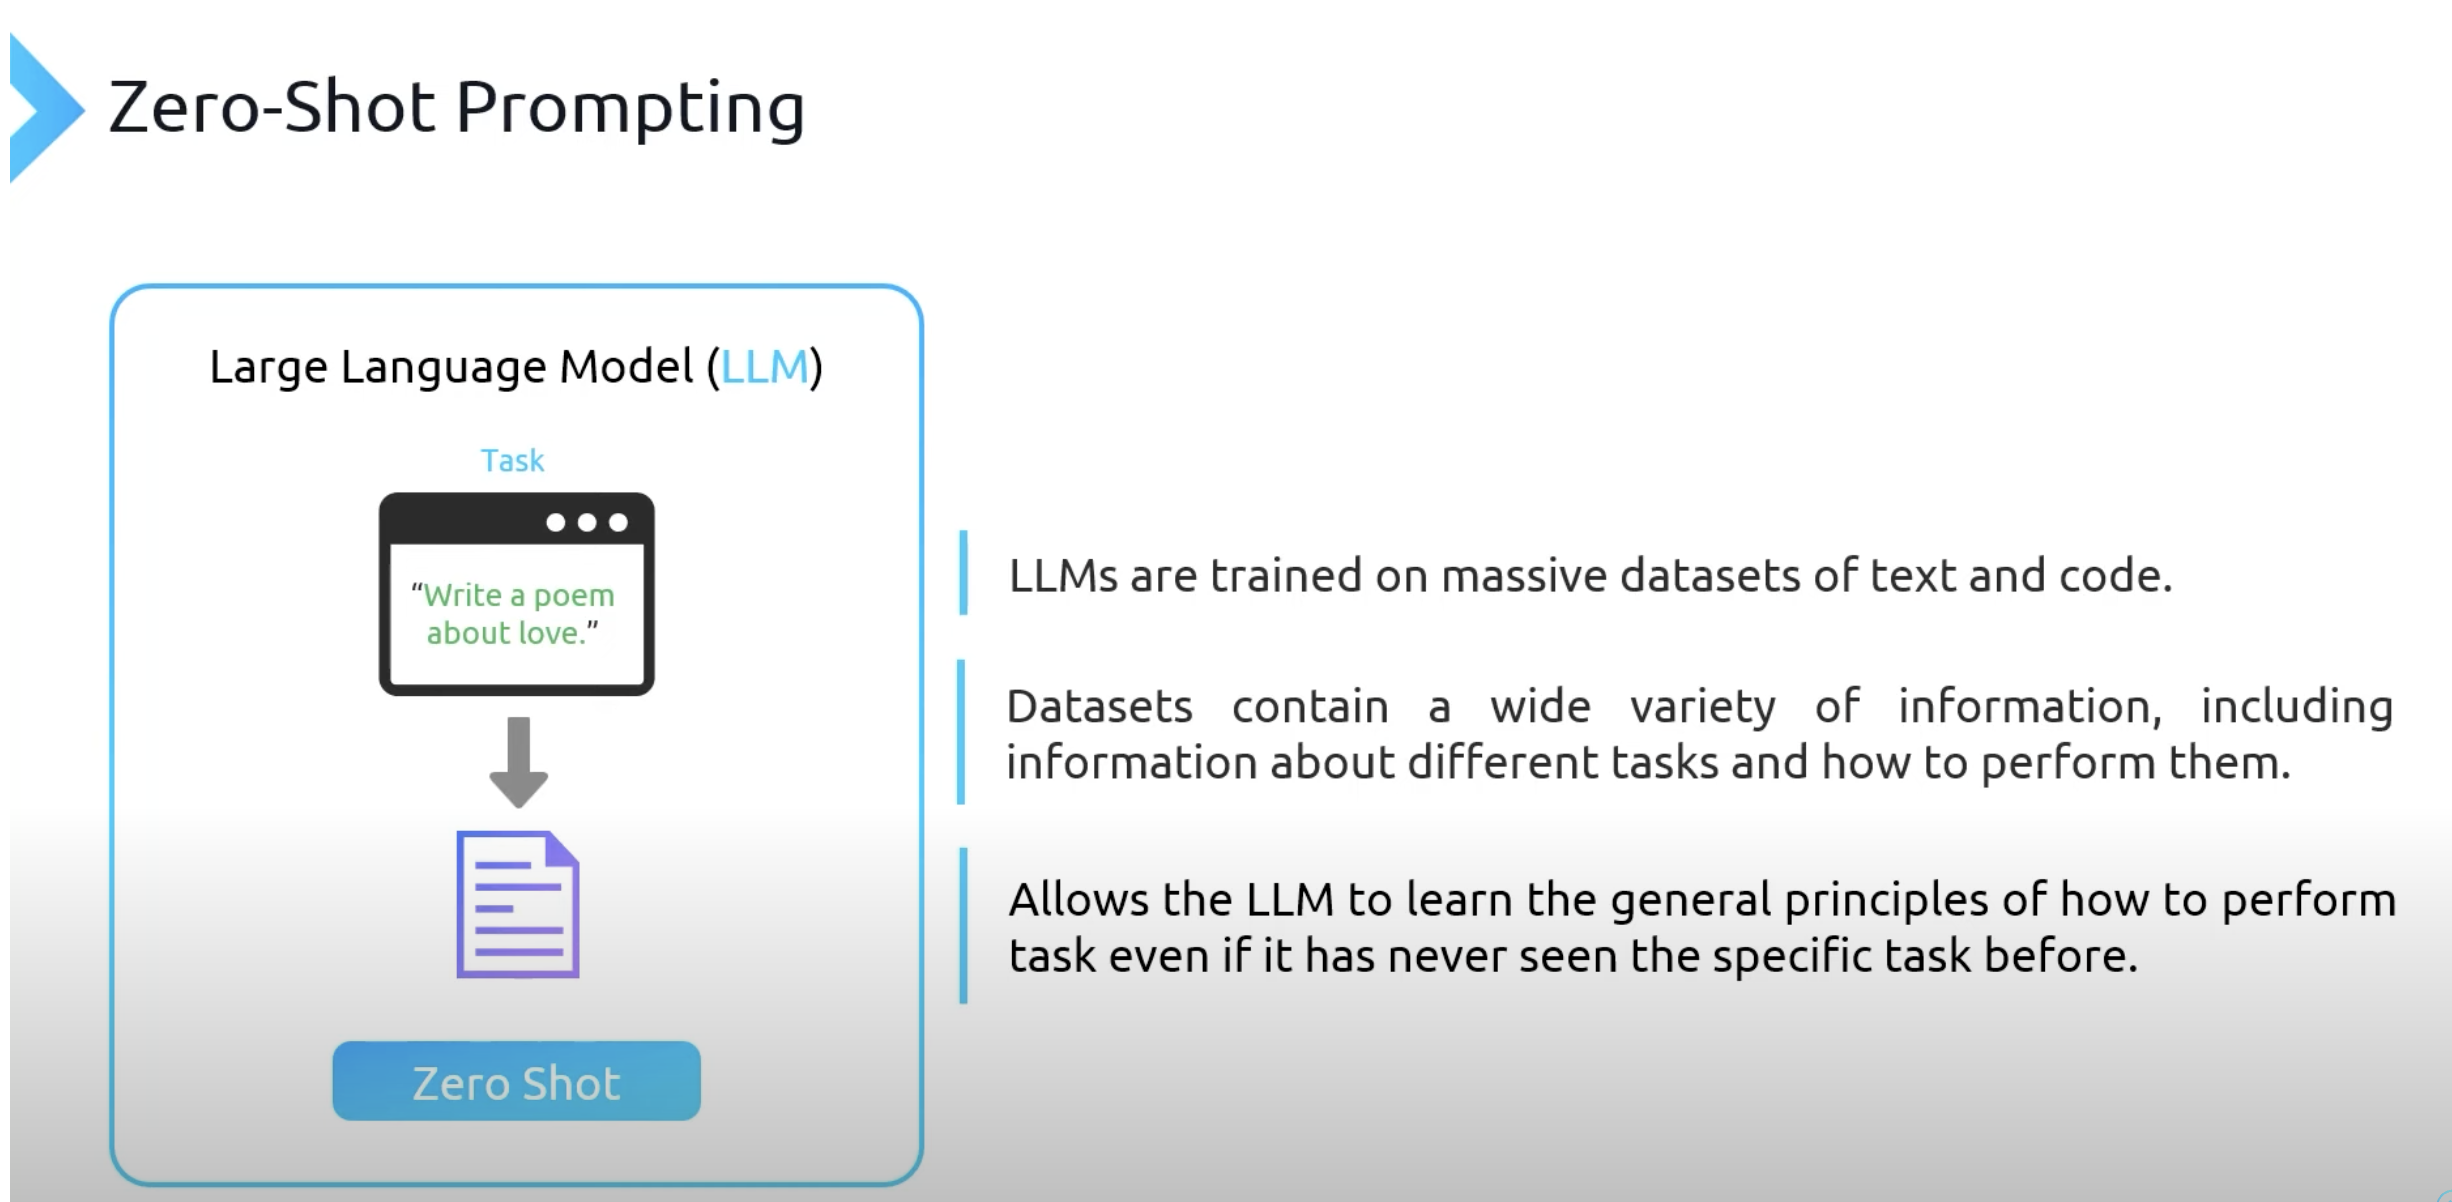 Zero-Shot Prompting
Large Language Model (LLM)
Task
“Write a poem
about love.”
Zero Shot
LLMs are trained on massive datasets of text and code.
Datasets contain a wide variety of information, including
information about different tasks and how to perform them.
Allows the LLM to learn the general principles of how to perform
task even if it has never seen the specific task before.